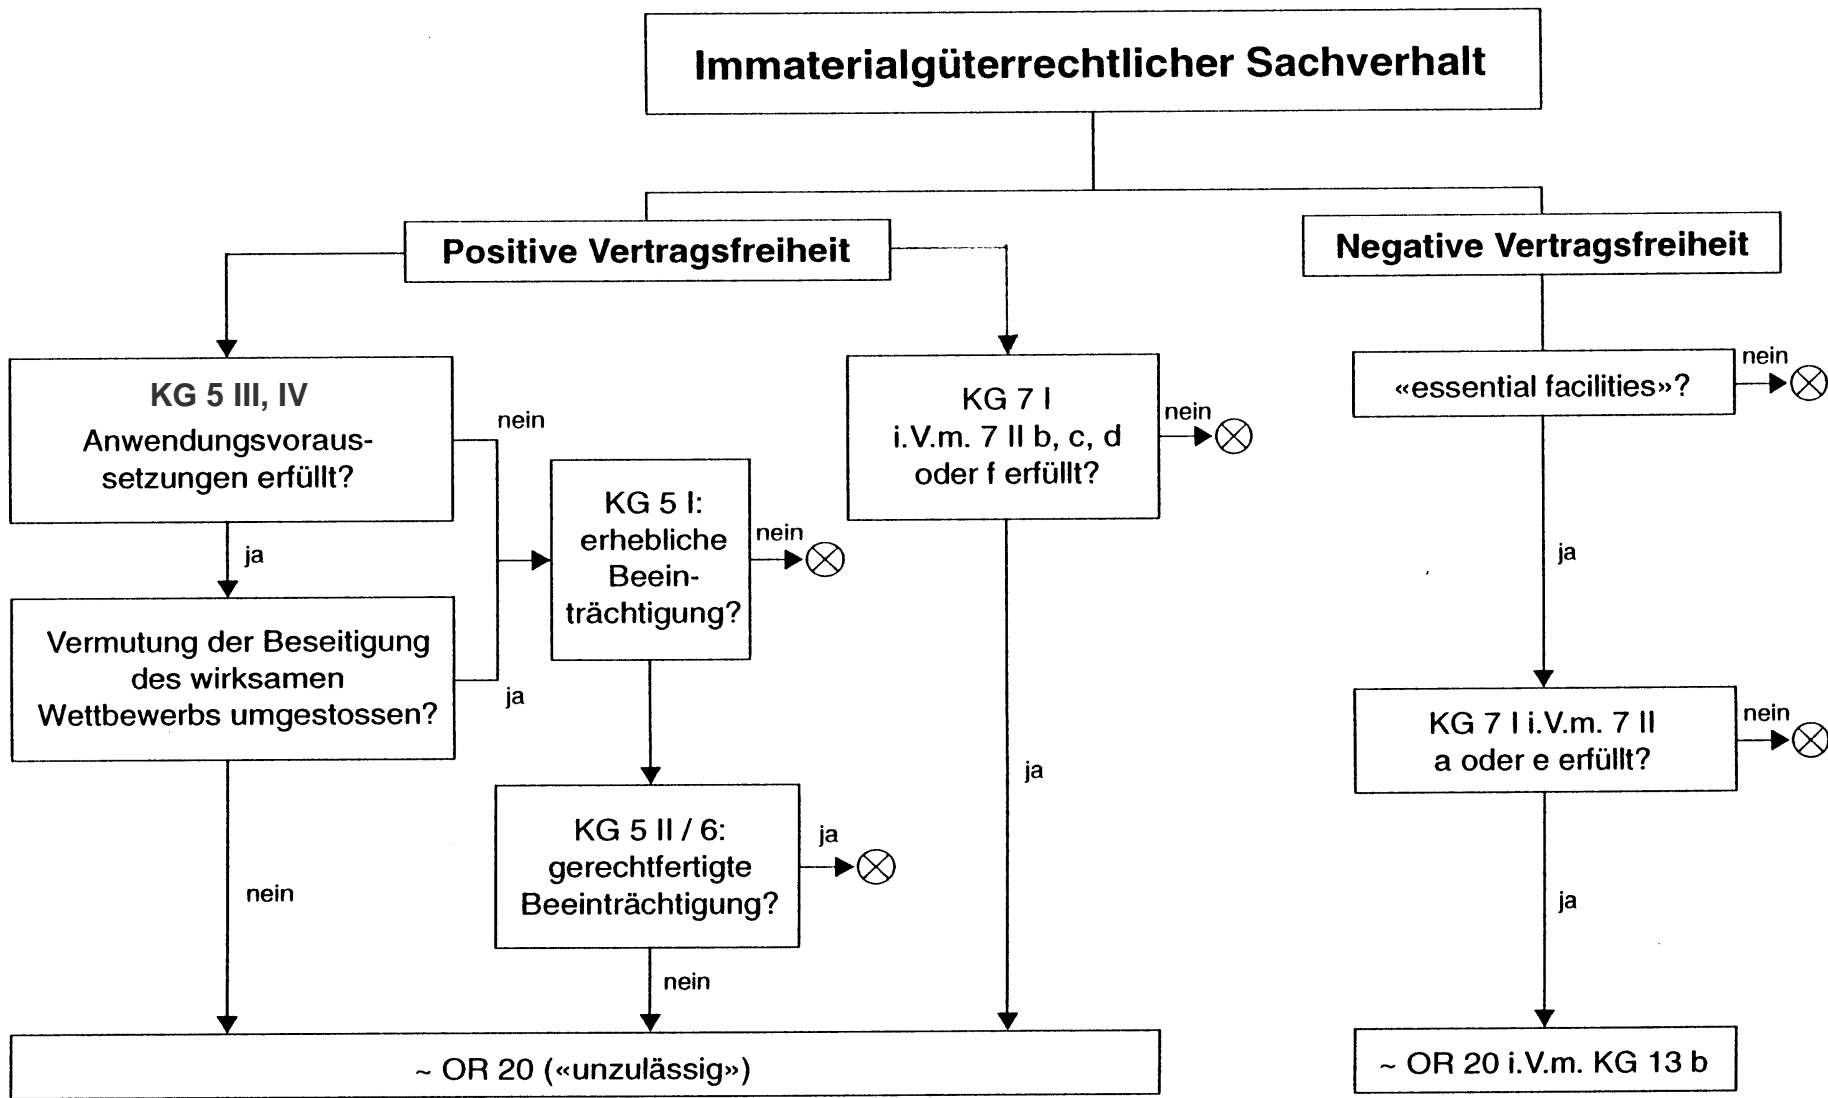 Immaterialgüterrechtlicher Sachverhalt
Positive Vertragsfreiheit
Negative Vertragsfreiheit
KG 5 III, IV
Anwendungsvoraus-
setzungen erfüllt?
nein
ja
Vermutung der Beseitigung
des wirksamen
Wettbewerbs umgestossen?
ja
nein
KG 5 I:
erhebliche
Beein-
trächtigung?
nein
KG 5 II / 6:
gerechtfertigte
Beeinträchtigung?
ja
nein
KG 7 I
i.V.m. 7 II b, c, d
oder f erfüllt?
nein
ja
~ OR 20 («unzulässig»)
«essential facilities»?
nein
ja
KG 7 I i.V.m. 7 II
a oder e erfüllt?
nein
ja
~ OR 20 i.V.m. KG 13 b